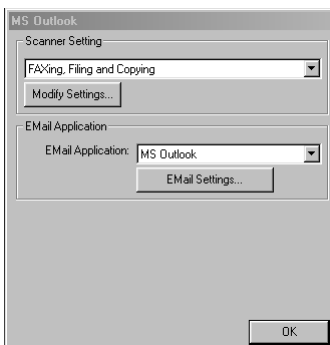 MS Outlook
Scanner Setting
FAXing, Filing and Copying
Modify Settings...
EMail Application
EMail Application: MS Outlook
EMail Settings...
OK